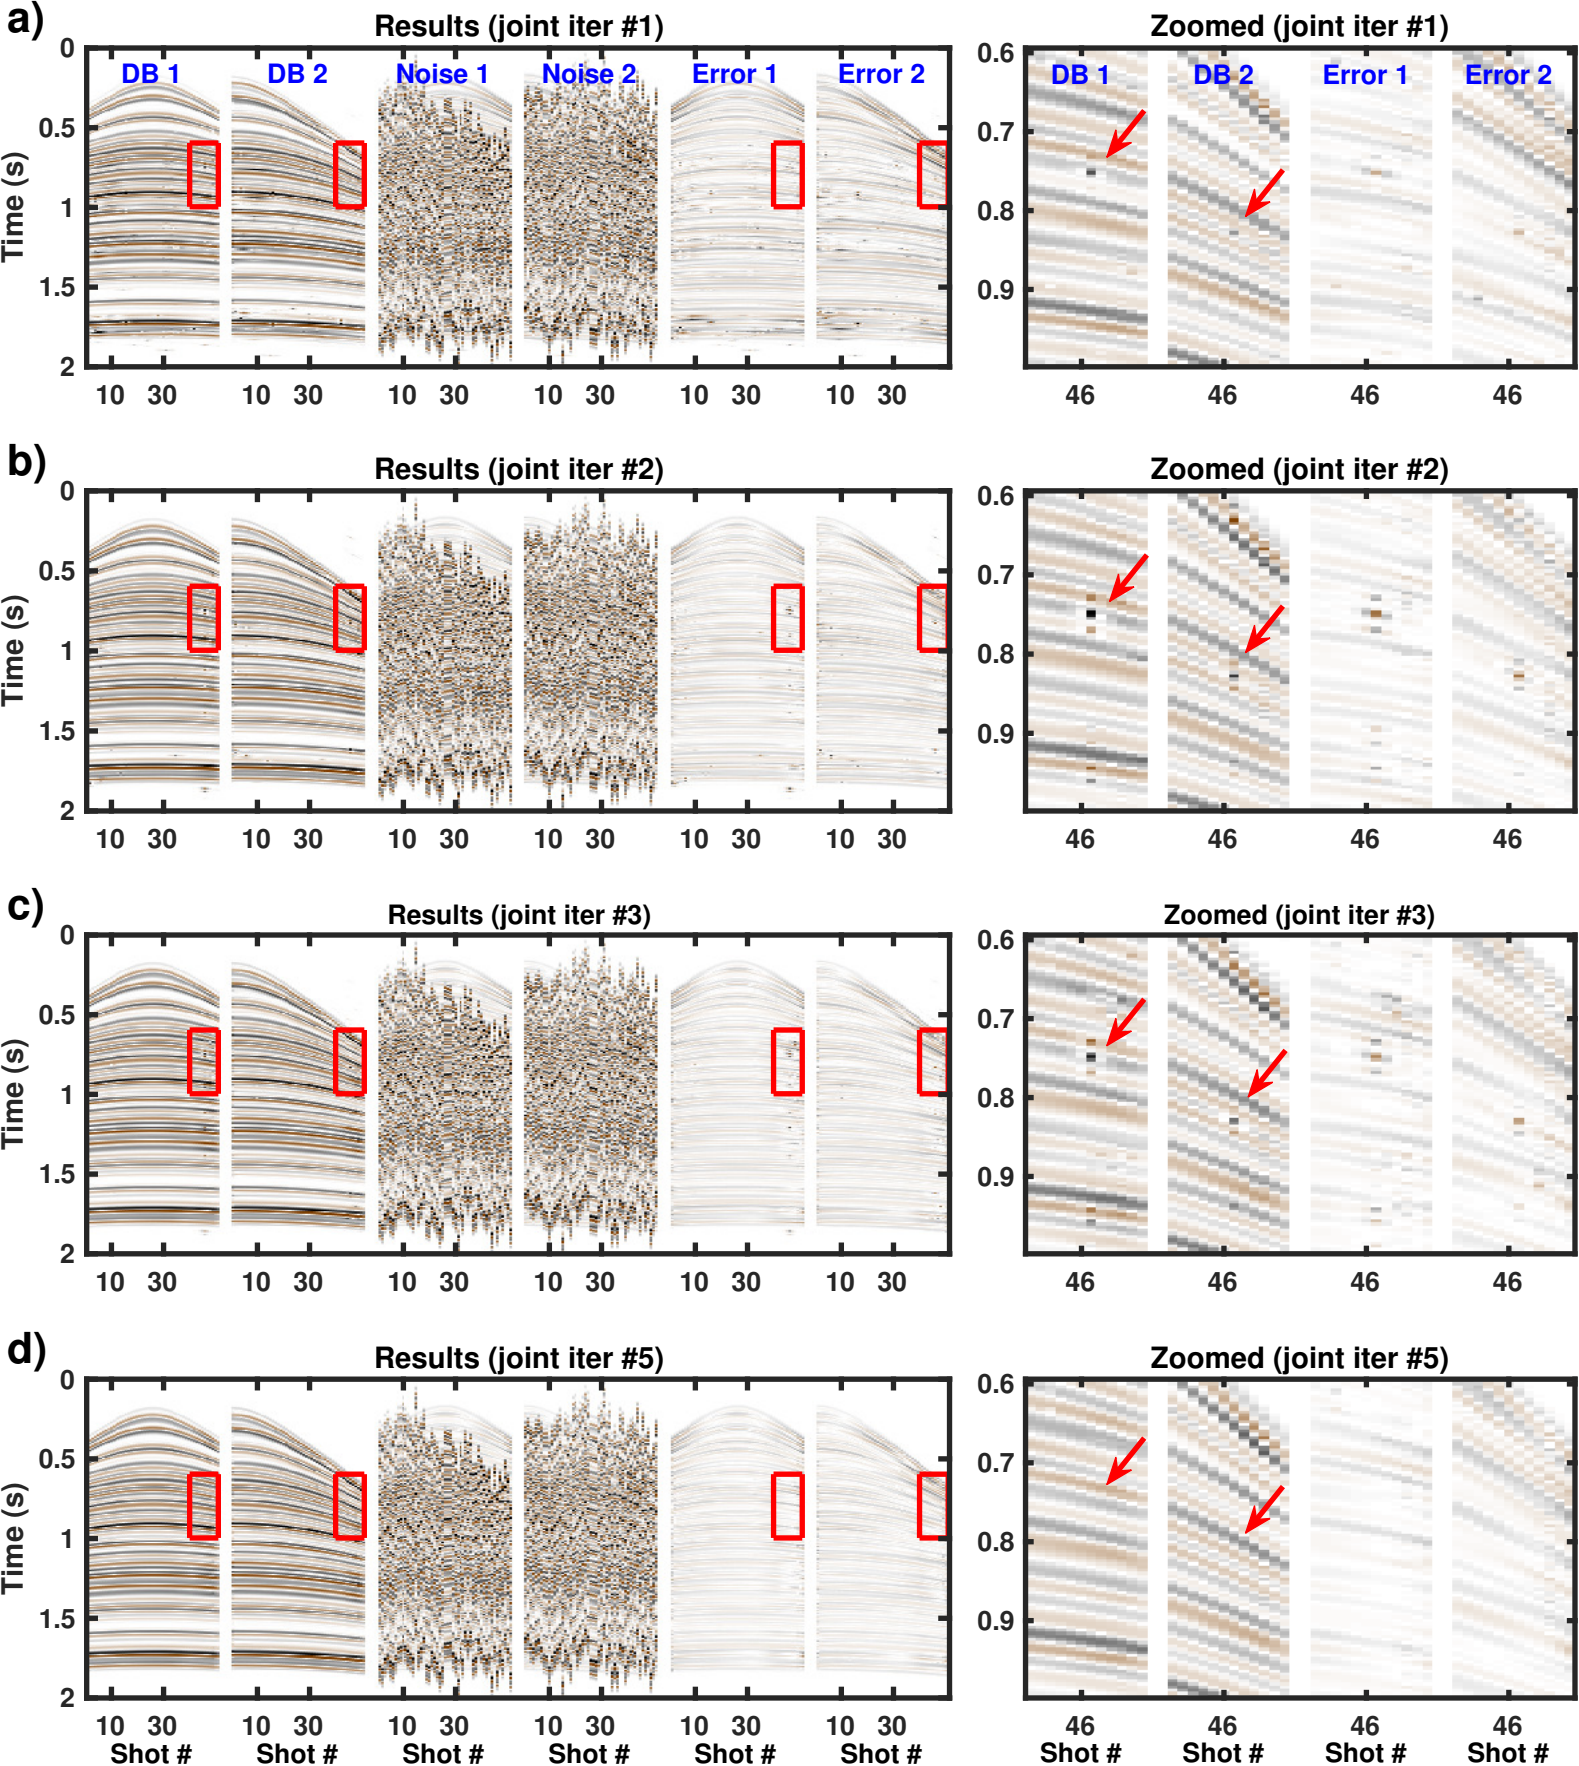 a)
Results (joint iter #1)
Zoomed (joint iter #1)
DB 1 DB 2 Noise 1 Noise 2 Error 1 Error 2
DB 1 DB 2 Error 1 Error 2
Time (s)
0
0.5
1
1.5
2
10 30 10 30 10 30 10 30 10 30 10 30
0.6
0.7
0.8
0.9
46 46 46 46
b)
Results (joint iter #2)
Zoomed (joint iter #2)
Time (s)
0
0.5
1
1.5
2
10 30 10 30 10 30 10 30 10 30 10 30
0.6
0.7
0.8
0.9
46 46 46 46
c)
Results (joint iter #3)
Zoomed (joint iter #3)
Time (s)
0
0.5
1
1.5
2
10 30 10 30 10 30 10 30 10 30 10 30
0.6
0.7
0.8
0.9
46 46 46 46
d)
Results (joint iter #5)
Zoomed (joint iter #5)
Time (s)
0
0.5
1
1.5
2
10 30 10 30 10 30 10 30 10 30 10 30
Shot # Shot # Shot # Shot # Shot # Shot #
0.6
0.7
0.8
0.9
46 46 46 46
Shot # Shot # Shot # Shot #